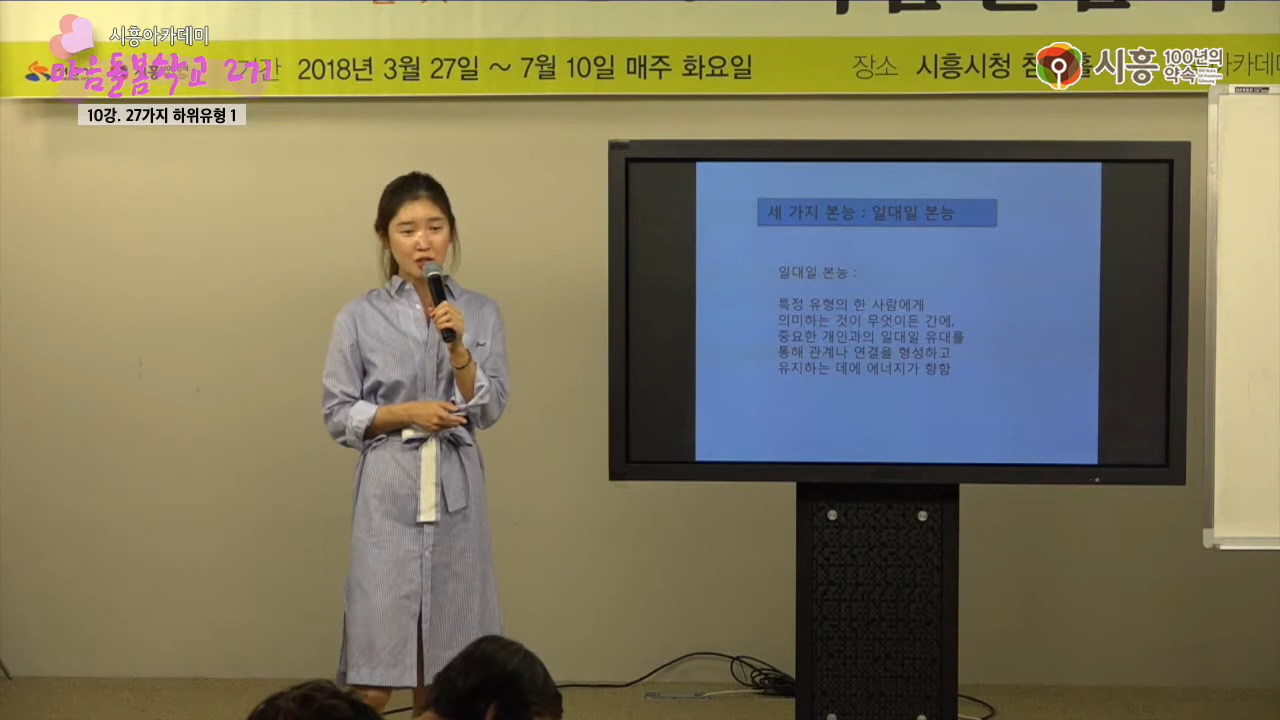 시흥아카데미
마음돌봄학교 2기
10강. 27가지 하위유형 1
2018년 3월 27일 ~ 7월 10일 매주 화요일
장소 시흥시청
시흥 100년의 약속
세 가지 본능 : 일대일 본능
일대일 본능 :
특정 유형의 한 사람에게
의미하는 것이 무엇이든 간에,
중요한 개인과의 일대일 유대를
통해 관계나 연결을 형성하고
유지하는 데에 에너지가 향함